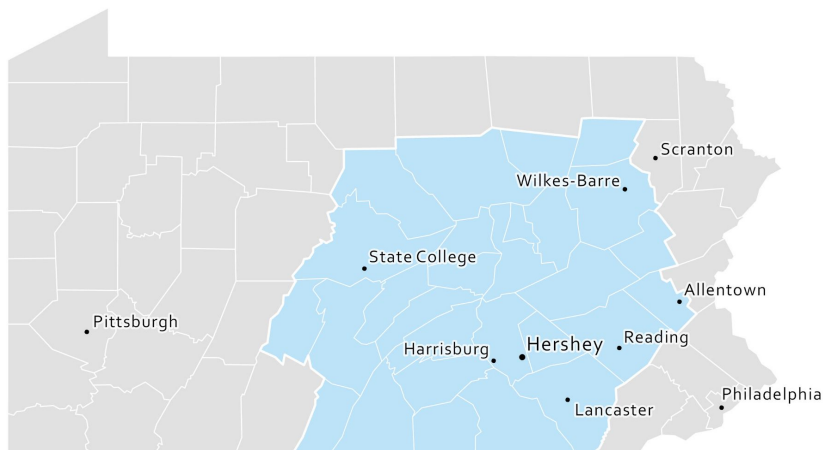 Scranton
Wilkes-Barre
State College
Allentown
Pittsburgh
Harrisburg
Hershey
Reading
Philadelphia
Lancaster